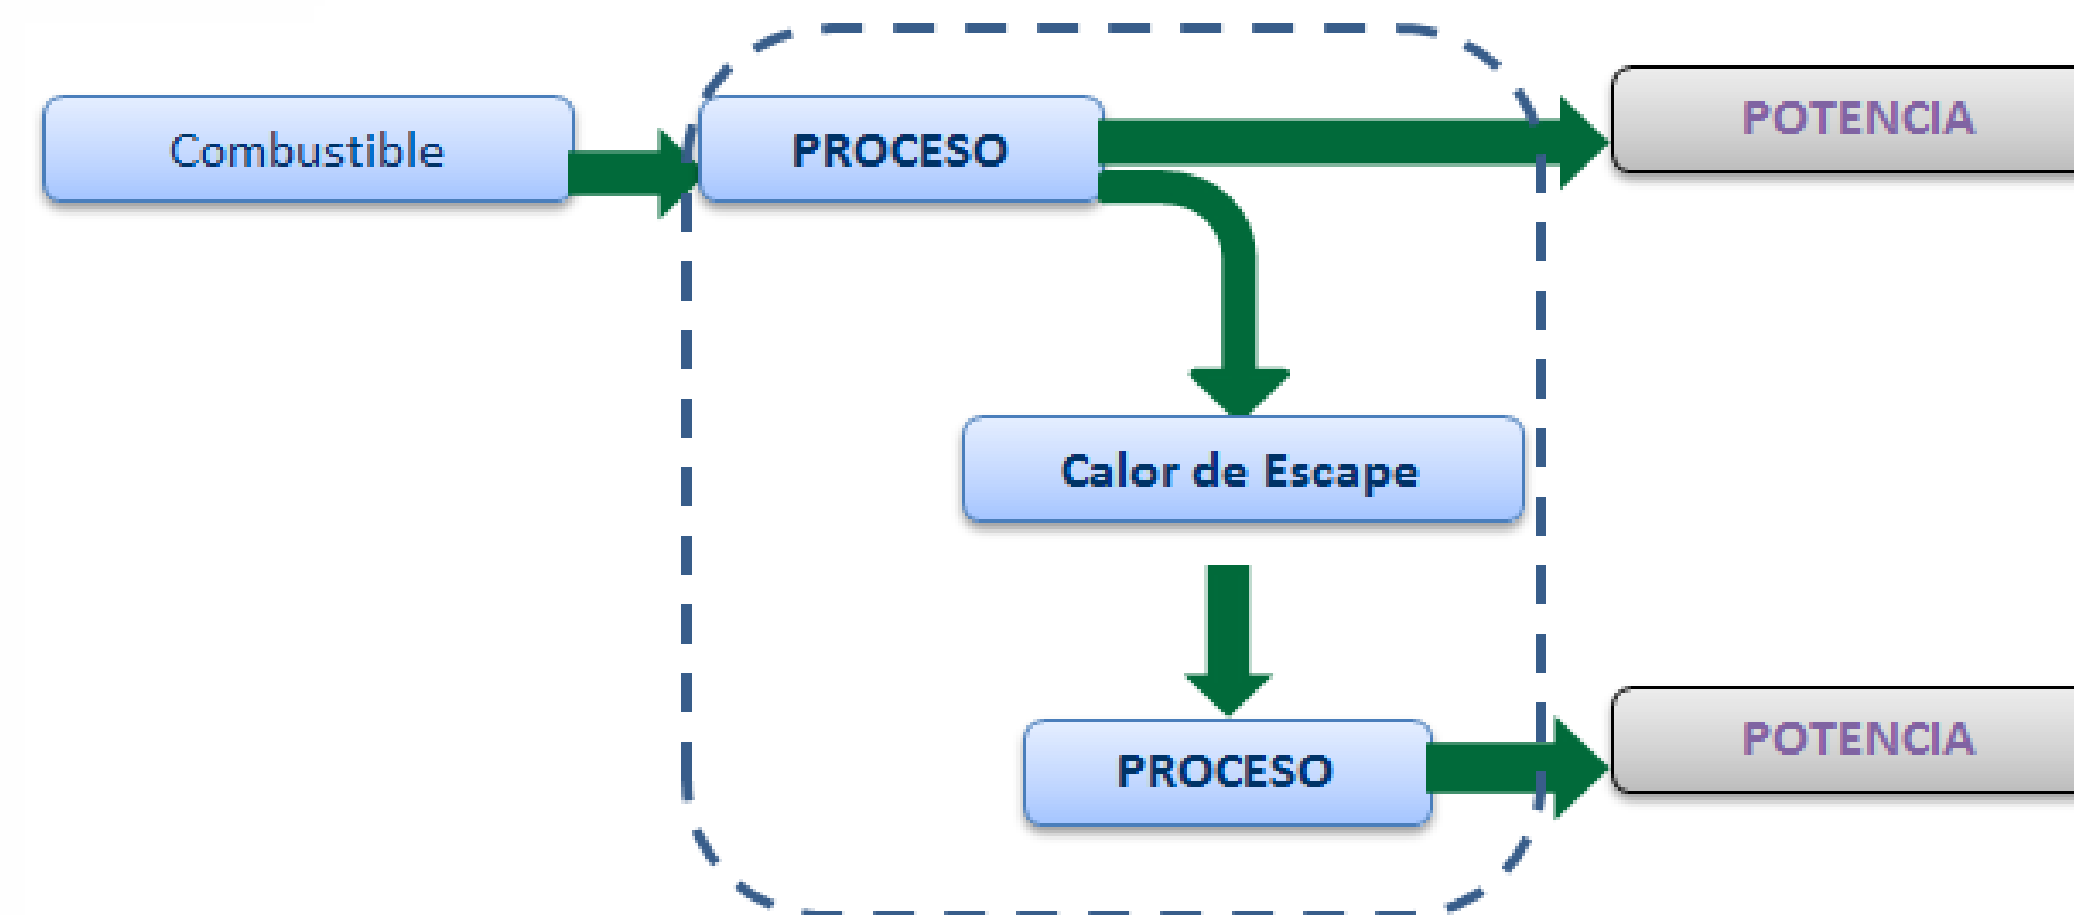 Combustible
PROCESO
POTENCIA
Calor de Escape
PROCESO
POTENCIA